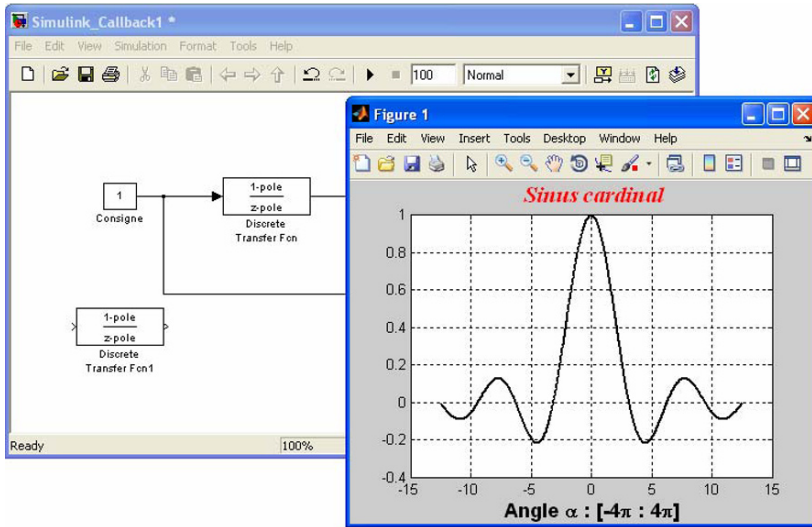 Simulink_Callback1 *
File Edit View Simulation Format Tools Help
100 Normal
1
Consigne
1-pole
z-pole
Discrete
Transfer Fcn
1-pole
z-pole
Discrete
Transfer Fcn1
Ready 100%
Figure 1
File Edit View Insert Tools Desktop Window Help
Sinus cardinal
1
0.8
0.6
0.4
0.2
0
-0.2
-0.4
-15 -10 -5 0 5 10 15
Angle α : [-4π : 4π]